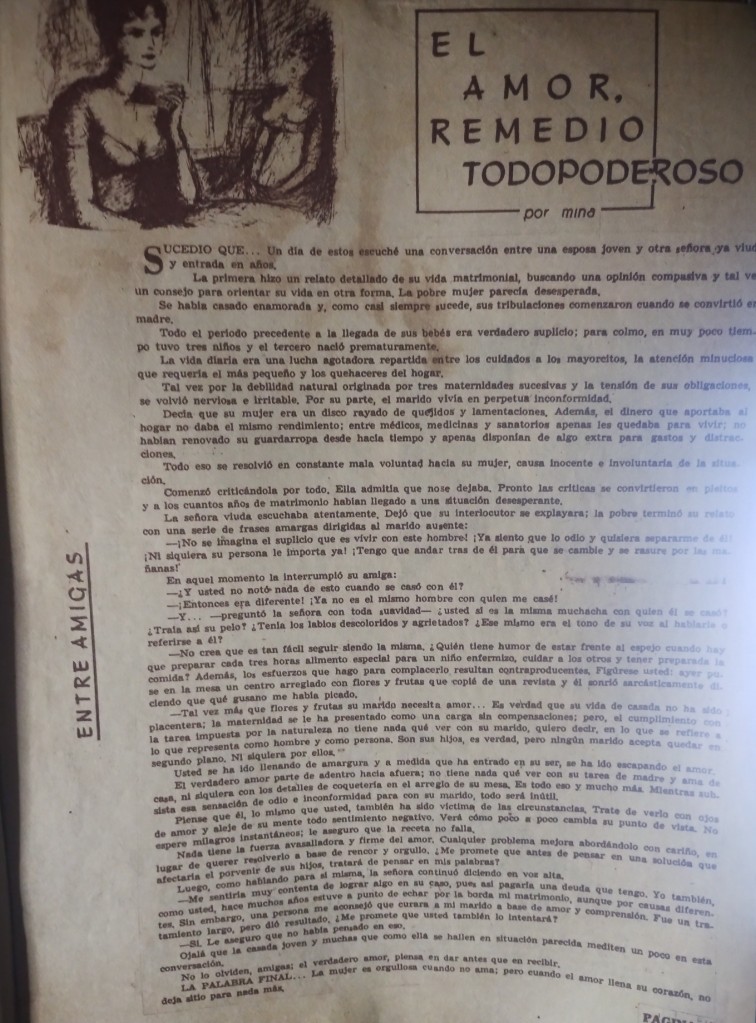 EL
AMOR,
REMEDIO
TODOPODEROSO
por mina
ENTRE AMIGAS
SUCEDIO QUE... Un día de estos escuché una conversación entre una esposa joven y otra señora ya viud
y entrada en años.
La primera hizo un relato detallado de su vida matrimonial, buscando una opinión compasiva y tal ve
un consejo para orientar su vida en otra forma. La pobre mujer parecía desesperada.
Se había casado enamorada y, como casi siempre sucede, sus tribulaciones comenzaron cuando se convirtió en
madre.
Todo el período precedente a la llegada de sus bebés era verdadero suplicio; para colmo, en muy poco tiem-
po tuvo tres niños y el tercero nació prematuramente.
La vida diaria era una lucha agotadora repartida entre los cuidados a los mayorcitos, la atención minuciosa
que requería el más pequeño y los quehaceres del hogar.
Tal vez por la debilidad natural originada por tres maternidades sucesivas y la tensión de sus obligaciones,
se volvió nerviosa e irritable. Por su parte, el marido vivía en perpetua inconformidad.
Decía que su mujer era un disco rayado de quejidos y lamentaciones. Además, el dinero que aportaba al
hogar no daba el mismo rendimiento; entre médicos, medicinas y sanatorios apenas les quedaba para vivir; no
habían renovado su guardarropa desde hacía tiempo y apenas disponían de algo extra para gastos y distrac-
ciones.
Todo eso se resolvió en constante mala voluntad hacia su mujer, causa inocente e involuntaria de la situa-
ción.
Comenzó criticándola por todo. Ella admitía que nose dejaba. Pronto las críticas se convirtieron en pleitos
y a los cuantos años de matrimonio habían llegado a una situación desesperante.
La señora viuda escuchaba atentamente. Dejó que su interlocutor se explayara; la pobre terminó su relato
con una serie de frases amargas dirigidas al marido ausente:
—¡No se imagina el suplicio que es vivir con este hombre! ¡Ya siento que lo odio y quisiera separarme de él!
¡Ni siquiera su persona le importa ya! ¡Tengo que andar tras de él para que se cambie y se rasure por las ma-
ñanas!'
En aquel momento la interrumpió su amiga:
—¿Y usted no notó nada de esto cuando se casó con él?
—¡Entonces era diferente! ¡Ya no es el mismo hombre con quien me casé!
—Y... —preguntó la señora con toda suavidad— ¿usted sí es la misma muchacha con quien él se casó?
¿Traía así su pelo? ¿Tenía los labios descoloridos y agrietados? ¿Ese mismo era el tono de su voz al hablarle o
referirse a él?
—No crea que es tan fácil seguir siendo la misma. ¿Quién tiene humor de estar frente al espejo cuando hay
que preparar cada tres horas alimento especial para un niño enfermizo, cuidar a los otros y tener preparada la
comida? Además, los esfuerzos que hago para complacerlo resultan contraproducentes. Figúrese usted: ayer pu-
se en la mesa un centro arreglado con flores y frutas que copié de una revista y él sonrió sarcásticamente di-
ciendo que qué gusano me había picado.
—Tal vez más que flores y frutas su marido necesita amor... Es verdad que su vida de casada no ha sido
placentera; la maternidad se le ha presentado como una carga sin compensaciones; pero, el cumplimiento con
la tarea impuesta por la naturaleza no tiene nada qué ver con su marido, quiero decir, en lo que se refiere a
lo que representa como hombre y como persona. Son sus hijos, es verdad, pero ningún marido acepta quedar en
segundo plano. Ni siquiera por ellos.
Usted se ha ido llenando de amargura y a medida que ha entrado en su ser, se ha ido escapando el amor.
El verdadero amor parte de adentro hacia afuera; no tiene nada qué ver con su tarea de madre y ama de
casa, ni siquiera con los detalles de coquetería en el arreglo de su mesa. Es todo eso y mucho más. Mientras sub-
sista esa sensación de odio e inconformidad para con su marido, todo será inútil.
Piense que él, lo mismo que usted, también ha sido víctima de las circunstancias. Trate de verlo con ojos
de amor y aleje de su mente todo sentimiento negativo. Verá cómo poco a poco cambia su punto de vista. No
espere milagros instantáneos; le aseguro que la receta no falla.
Nada tiene la fuerza avasalladora y firme del amor. Cualquier problema mejora abordándolo con cariño, en
lugar de querer resolverlo a base de rencor y orgullo. ¿Me promete que antes de pensar en una solución que
afectaría el porvenir de sus hijos, tratará de pensar en mis palabras?
Luego, como hablando para sí misma, la señora continuó diciendo en voz alta.
—Me sentiría muy contenta de lograr algo en su caso, pues así pagaría una deuda que tengo. Yo también,
como usted, hace muchos años estuve a punto de echar por la borda mi matrimonio, aunque por causas diferen-
tes. Sin embargo, una persona me aconsejó que curara a mi marido a base de amor y comprensión. Fue un tra-
tamiento largo, pero dió resultado. ¿Me promete que usted también lo intentará?
—Sí. Le aseguro que no había pensado en eso.
Ojalá que la casada joven y muchas que como ella se hallen en situación parecida mediten un poco en esta
conversación.
No lo olviden, amigas: el verdadero amor, piensa en dar antes que en recibir.
LA PALABRA FINAL... La mujer es orgullosa cuando no ama; pero cuando el amor llena su corazón, no
deja sitio para nada más.